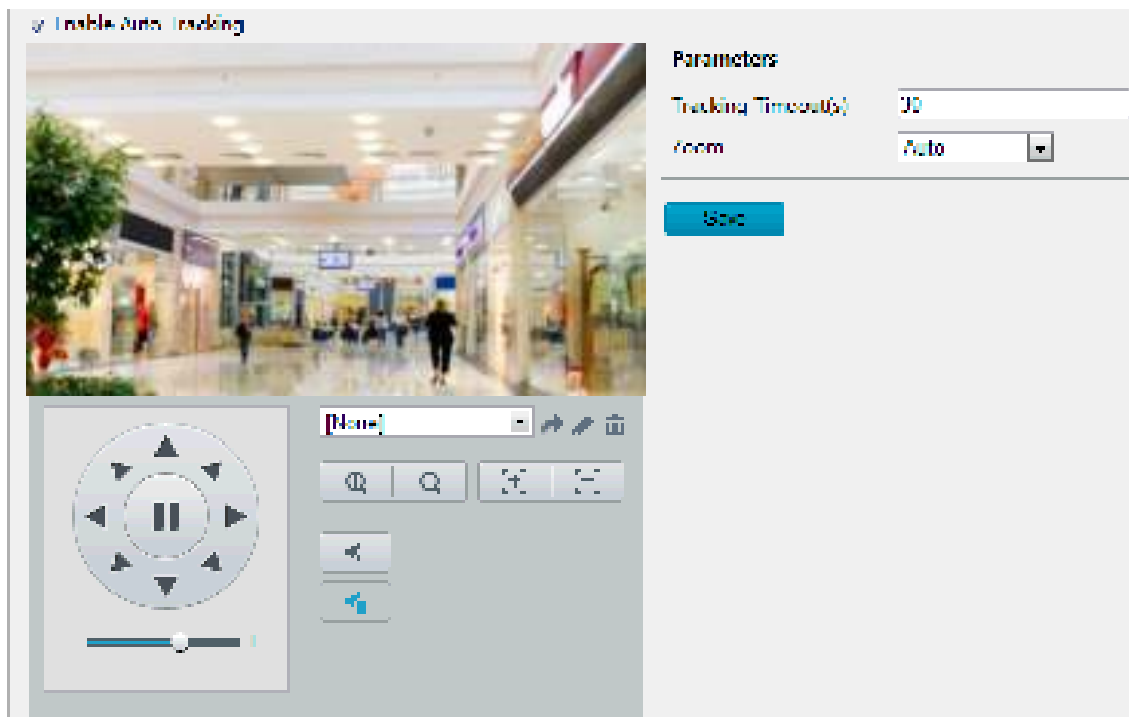 Enable Auto Tracking
Parameters
Tracking Timeout(s)
Zoom Auto
Save
[None]